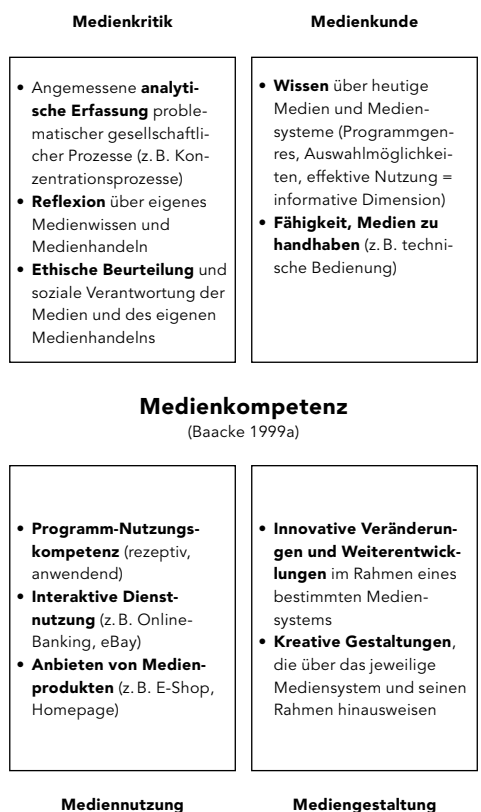 Medienkritik
• Angemessene analyti-
sche Erfassung proble-
matischer gesellschaftli-
cher Prozesse (z. B. Kon-
zentrationsprozesse)
• Reflexion über eigenes
Medienwissen und
Medienhandeln
• Ethische Beurteilung und
soziale Verantwortung der
Medien und des eigenen
Medienhandelns
Medienkunde
• Wissen über heutige
Medien und Medien-
systeme (Programmgen-
res, Auswahlmöglichkei-
ten, effektive Nutzung =
informative Dimension)
• Fähigkeit, Medien zu
handhaben (z. B. techni-
sche Bedienung)
Medienkompetenz
(Baacke 1999a)
• Programm-Nutzungs-
kompetenz (rezeptiv,
anwendend)
• Interaktive Dienst-
nutzung (z. B. Online-
Banking, eBay)
• Anbieten von Medien-
produkten (z. B. E-Shop,
Homepage)
Mediennutzung
• Innovative Veränderun-
gen und Weiterentwick-
lungen im Rahmen eines
bestimmten Medien-
systems
• Kreative Gestaltungen,
die über das jeweilige
Mediensystem und seinen
Rahmen hinausweisen
Mediengestaltung